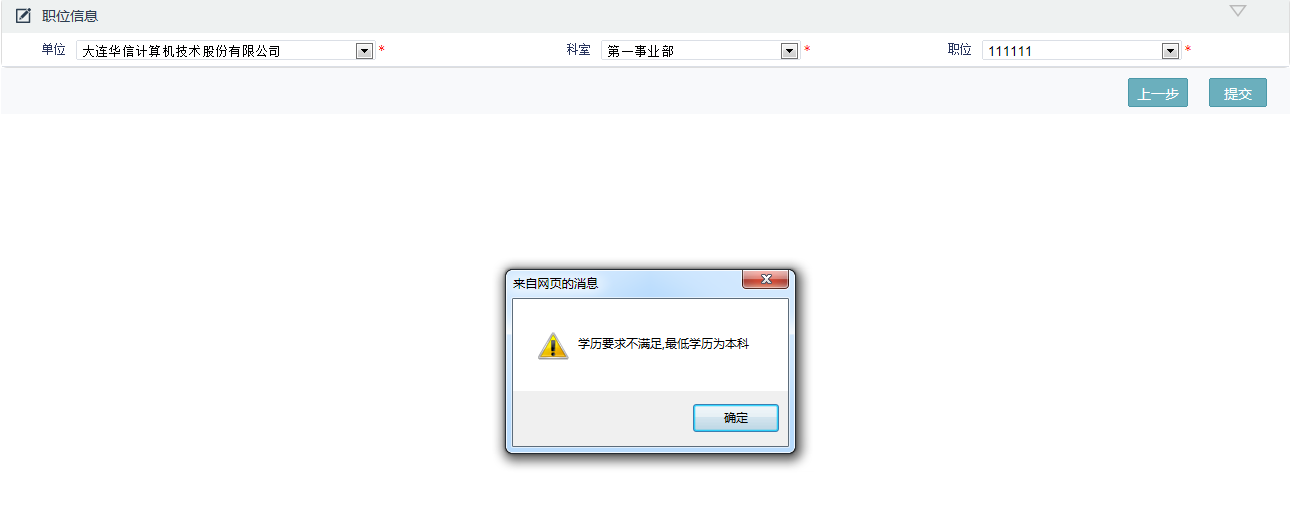 职位信息
单位 大连华信计算机技术股份有限公司 * 科室 第一事业部 * 职位 111111 *
上一步 提交
来自网页的消息
学历要求不满足,最低学历为本科
确定